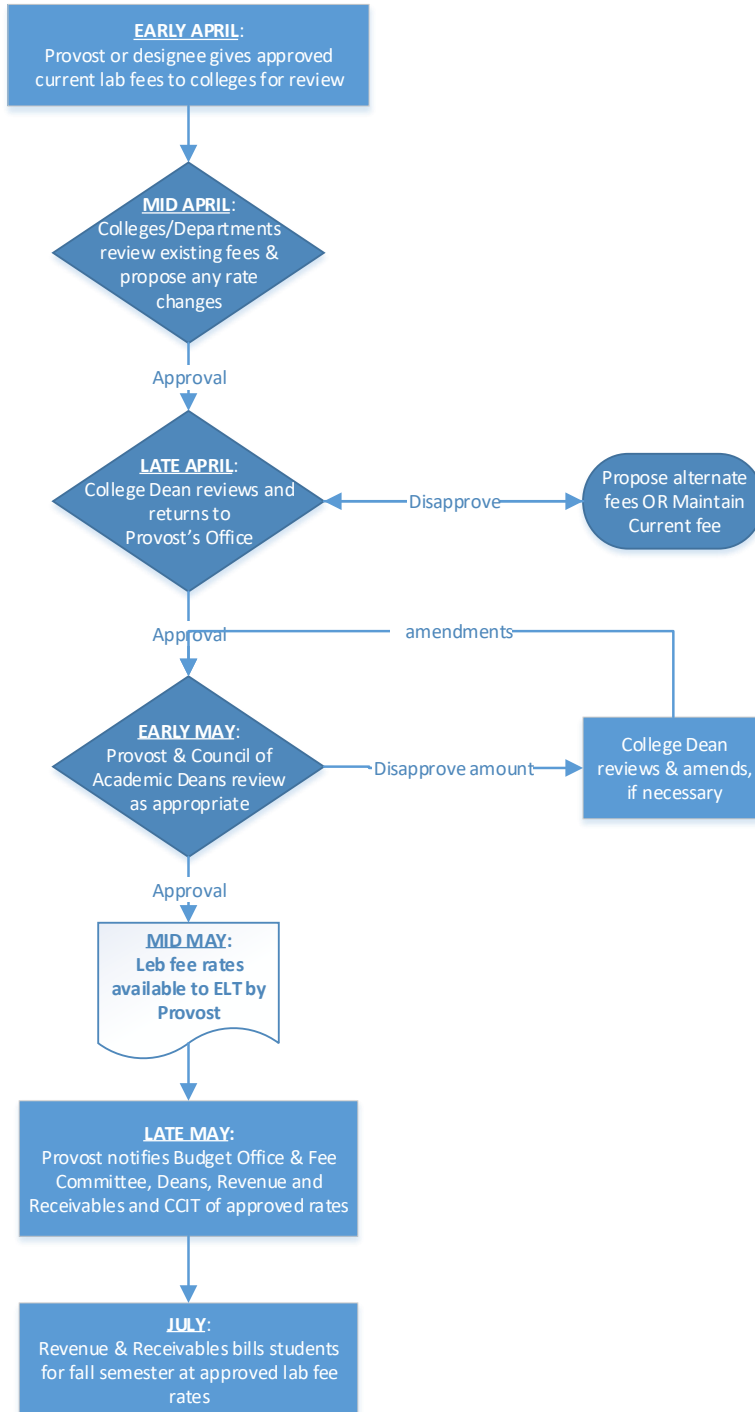 EARLY APRIL:
Provost or designee gives approved
current lab fees to colleges for review
MID APRIL:
Colleges/Departments
review existing fees &
propose any rate
changes
Approval
LATE APRIL:
College Dean reviews and
returns to
Provost's Office
Disapprove
Propose alternate
fees OR Maintain
Current fee
Approval
amendments
EARLY MAY:
Provost & Council of
Academic Deans review
as appropriate
Disapprove amount
College Dean
reviews & amends,
if necessary
Approval
MID MAY:
Leb fee rates
available to ELT by
Provost
LATE MAY:
Provost notifies Budget Office & Fee
Committee, Deans, Revenue and
Receivables and CCIT of approved rates
JULY:
Revenue & Receivables bills students
for fall semester at approved lab fee
rates